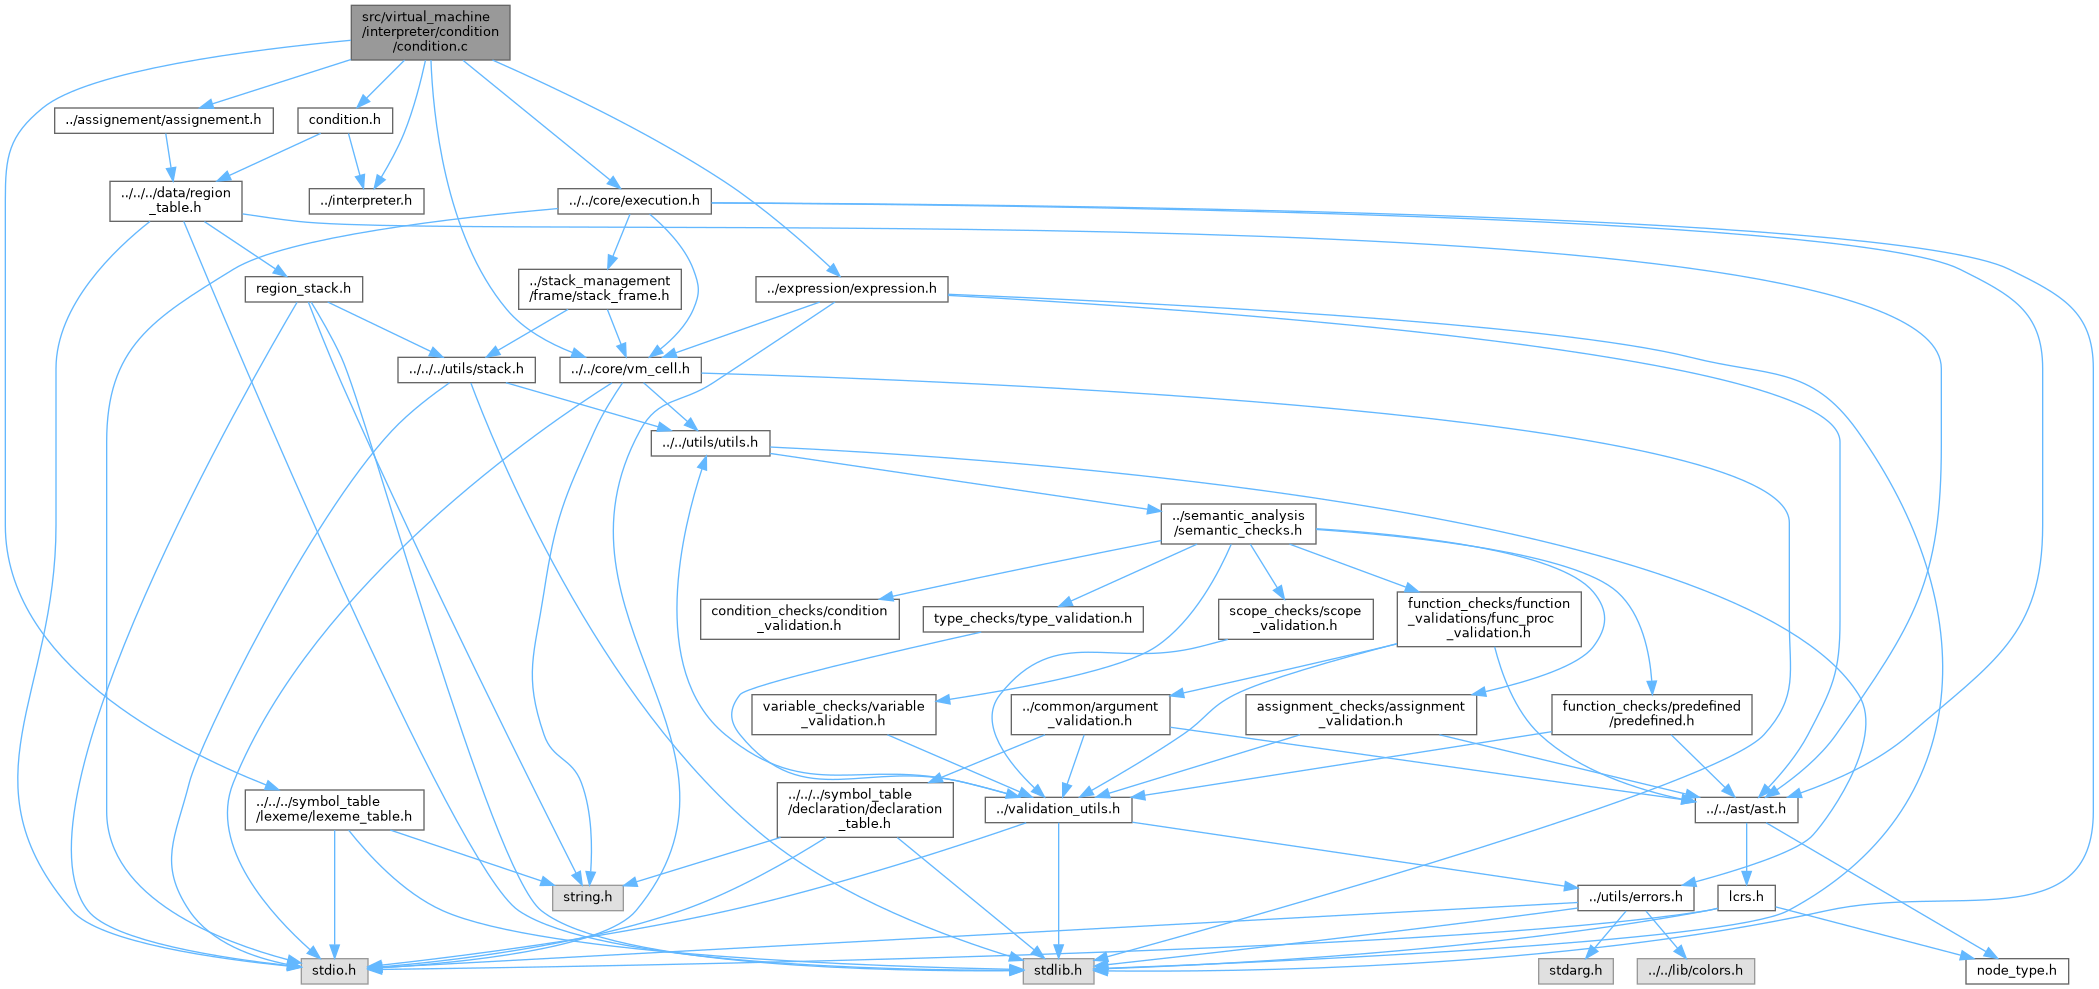 src/virtual_machine
/interpreter/condition
/condition.c
../assignement/assignement.h
condition.h
../../../data/region
_table.h
../interpreter.h
../../core/execution.h
../stack_management
/frame/stack_frame.h
region_stack.h
../expression/expression.h
../../../utils/stack.h
../../core/vm_cell.h
../../utils/utils.h
../semantic_analysis
/semantic_checks.h
condition_checks/condition
_validation.h
type_checks/type_validation.h
scope_checks/scope
_validation.h
function_checks/function
_validations/func_proc
_validation.h
variable_checks/variable
_validation.h
../common/argument
_validation.h
assignment_checks/assignment
_validation.h
function_checks/predefined
/predefined.h
../../../symbol_table
/lexeme/lexeme_table.h
../../../symbol_table
/declaration/declaration
_table.h
../validation_utils.h
../../ast/ast.h
string.h
../utils/errors.h
lcrs.h
stdio.h
stdlib.h
stdarg.h
../../lib/colors.h
node_type.h